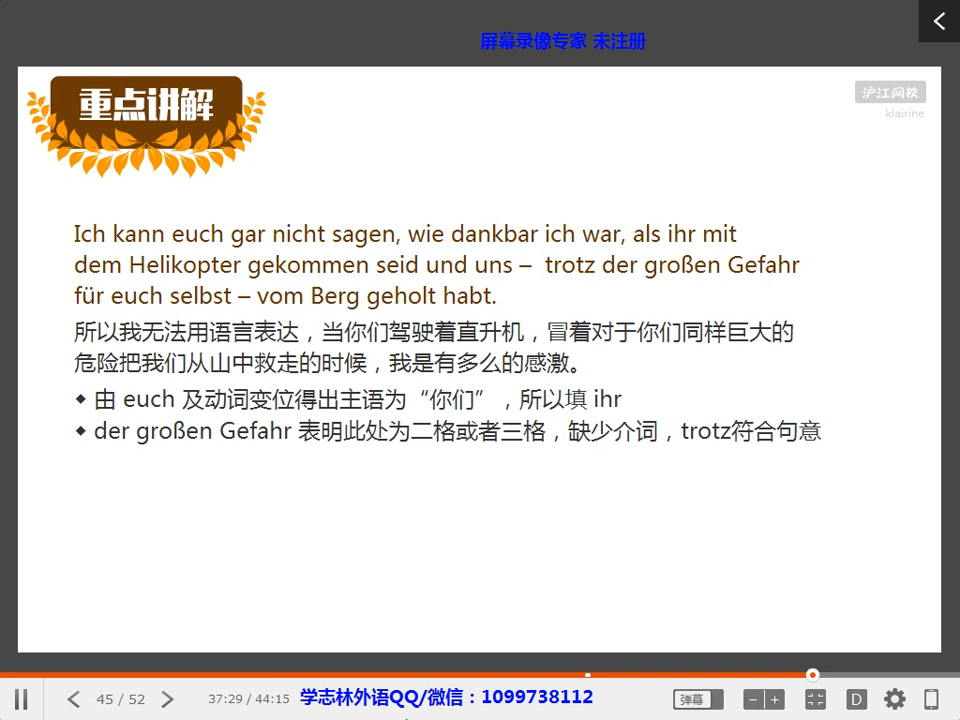 屏幕录像专家 未注册
重点讲解
沪江网校
klairine
Ich kann euch gar nicht sagen, wie dankbar ich war, als ihr mit
dem Helikopter gekommen seid und uns – trotz der großen Gefahr
für euch selbst – vom Berg geholt habt.
所以我无法用语言表达，当你们驾驶着直升机，冒着对于你们同样巨大的
危险把我们从山中救走的时候，我是有多么的感激。
◆ 由 euch 及动词变位得出主语为“你们”，所以填 ihr
◆ der großen Gefahr 表明此处为二格或者三格，缺少介词，trotz符合句意
45 / 52
37:29 / 44:15
学志林外语QQ/微信：1099738112
弹幕
D